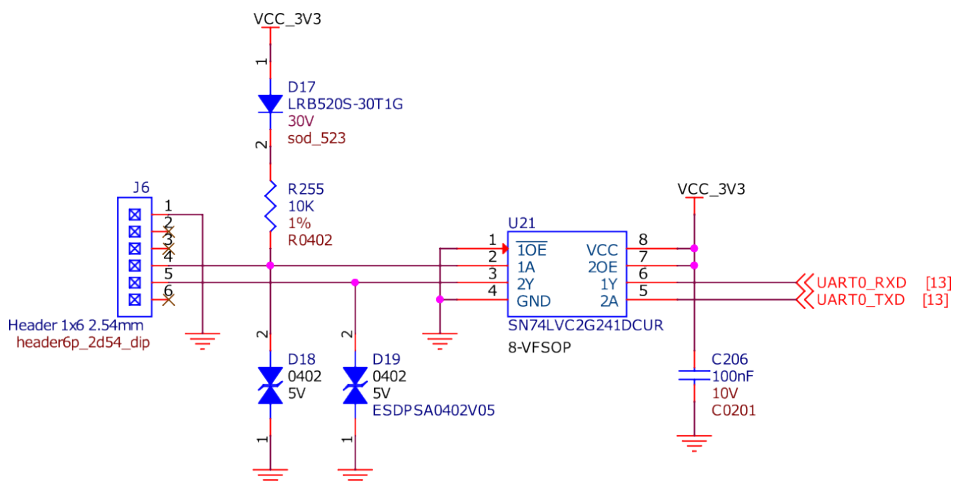 VCC_3V3
1
D17
LRB520S-30T1G
30V
sod_523
2
R255
10K
1%
R0402
J6
1
2
3
4
5
6
Header 1x6 2.54mm
header6p_2d54_dip
2
D18
0402
5V
1
2
D19
0402
5V
ESDPSA0402V05
1
U21
1 1OE VCC 8
2 1A 2OE 7
3 2Y 1Y 6
4 GND 2A 5
SN74LVC2G241DCUR
8-VFSOP
VCC_3V3
UART0_RXD [13]
UART0_TXD [13]
C206
100nF
10V
C0201